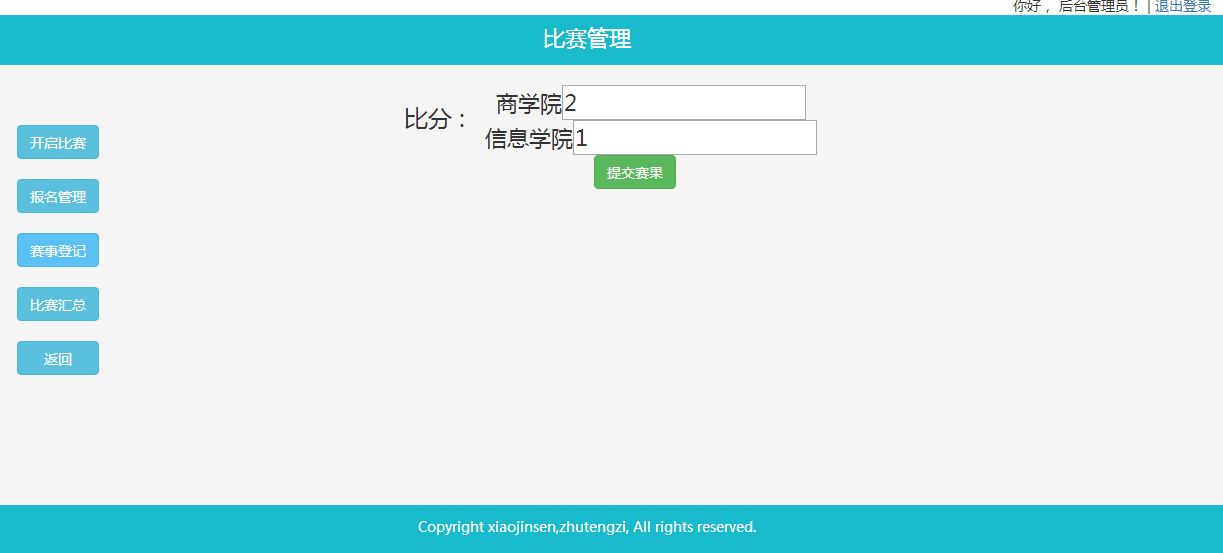 你好， 后台管理员！ | 退出登录
比赛管理
比分：
商学院2
信息学院1
提交赛果
开启比赛
报名管理
赛事登记
比赛汇总
返回
Copyright xiaojinsen,zhutengzi, All rights reserved.